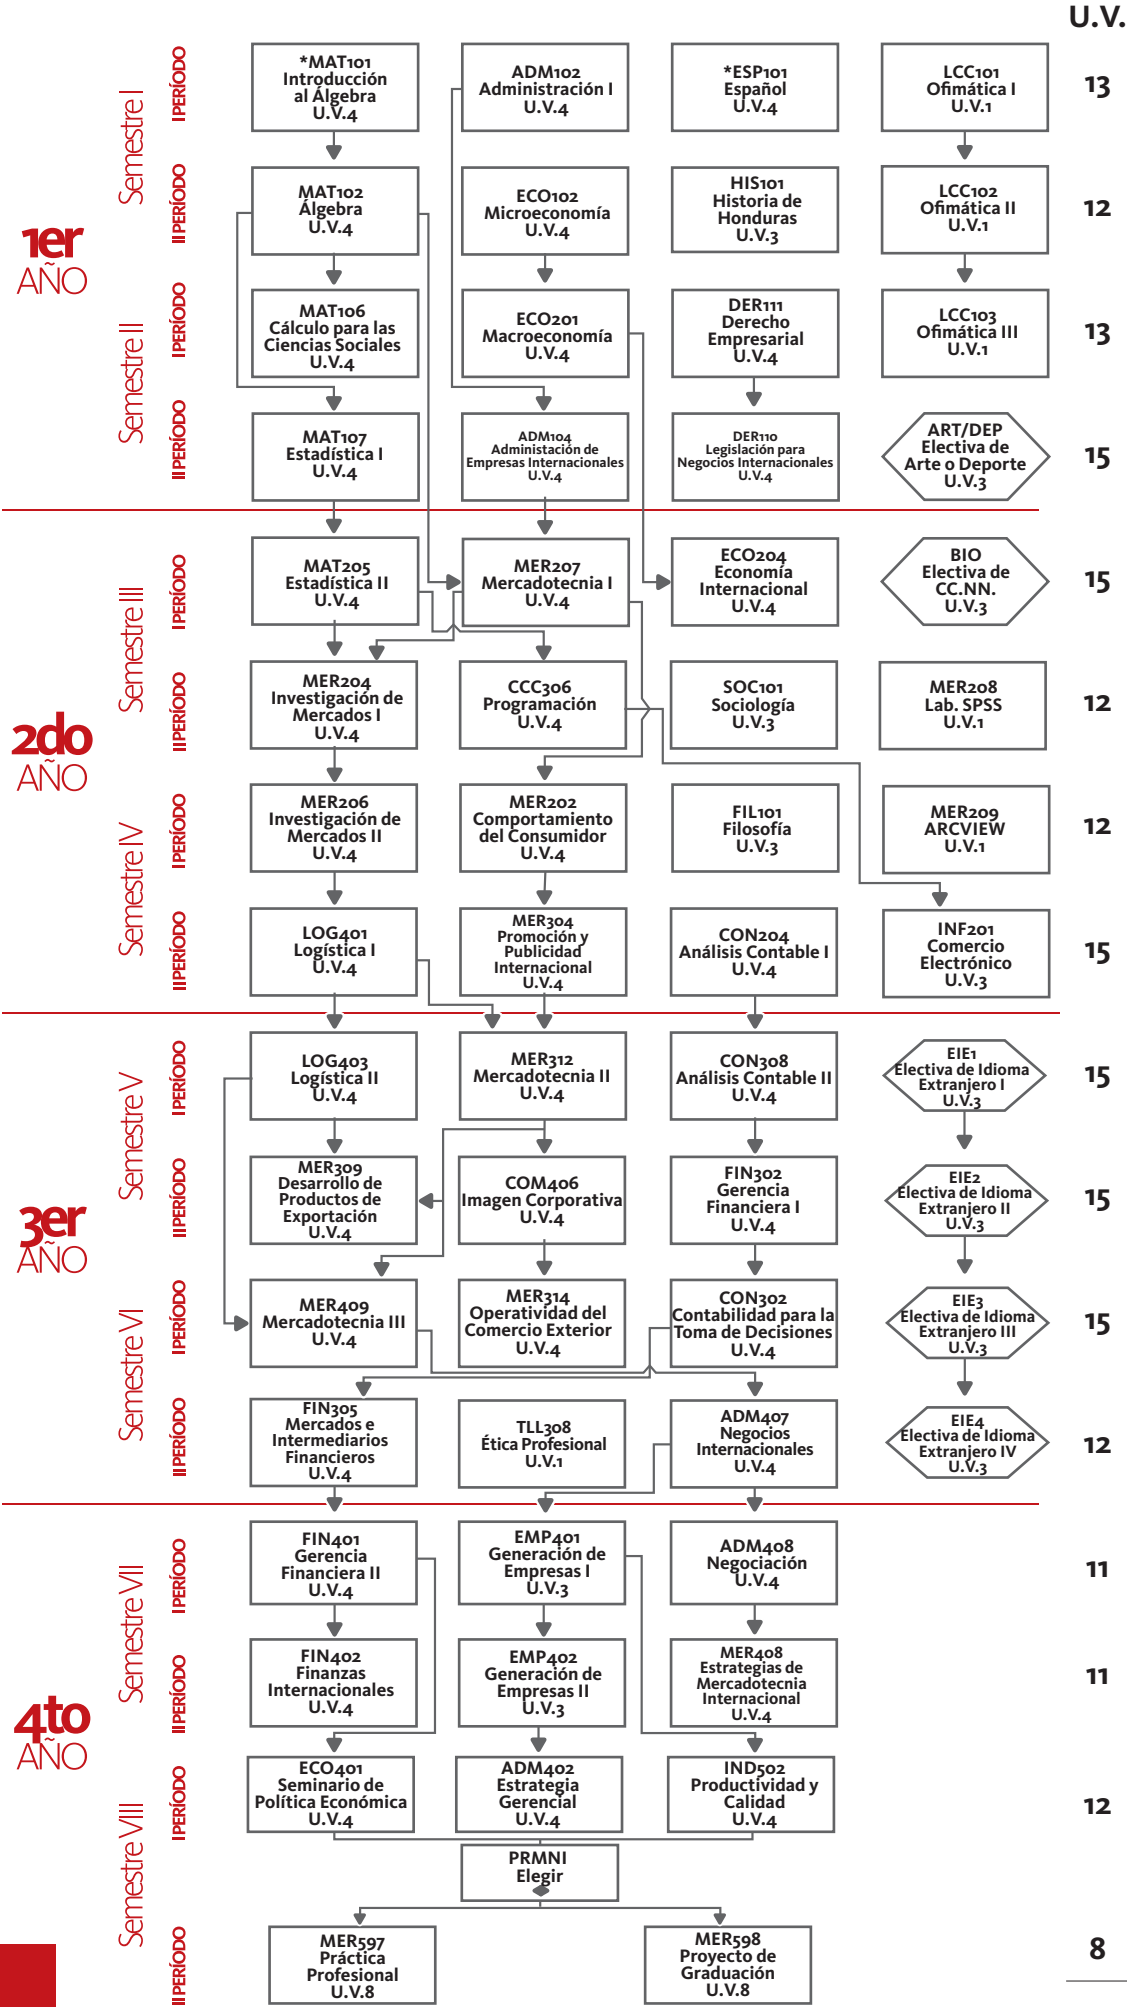 U.V.
1er
AÑO
Semestre I
I PERÍODO
*MAT101
Introducción
al Álgebra
U.V.4
ADM102
Administración I
U.V.4
*ESP101
Español
U.V.4
LCC101
Ofimática I
U.V.1
13
II PERÍODO
MAT102
Álgebra
U.V.4
ECO102
Microeconomía
U.V.4
HIS101
Historia de
Honduras
U.V.3
LCC102
Ofimática II
U.V.1
12
Semestre II
I PERÍODO
MAT106
Cálculo para las
Ciencias Sociales
U.V.4
ECO201
Macroeconomía
U.V.4
DER111
Derecho
Empresarial
U.V.4
LCC103
Ofimática III
U.V.1
13
II PERÍODO
MAT107
Estadística I
U.V.4
ADM104
Administación de
Empresas Internacionales
U.V.4
DER110
Legislación para
Negocios Internacionales
U.V.4
ART/DEP
Electiva de
Arte o Deporte
U.V.3
15
2do
AÑO
Semestre III
I PERÍODO
MAT205
Estadística II
U.V.4
MER207
Mercadotecnia I
U.V.4
ECO204
Economía
Internacional
U.V.4
BIO
Electiva de
CC.NN.
U.V.3
15
II PERÍODO
MER204
Investigación de
Mercados I
U.V.4
CCC306
Programación
U.V.4
SOC101
Sociología
U.V.3
MER208
Lab. SPSS
U.V.1
12
Semestre IV
I PERÍODO
MER206
Investigación de
Mercados II
U.V.4
MER202
Comportamiento
del Consumidor
U.V.4
FIL101
Filosofía
U.V.3
MER209
ARCVIEW
U.V.1
12
II PERÍODO
LOG401
Logística I
U.V.4
MER304
Promoción y
Publicidad
Internacional
U.V.4
CON204
Análisis Contable I
U.V.4
INF201
Comercio
Electrónico
U.V.3
15
3er
AÑO
Semestre V
I PERÍODO
LOG403
Logística II
U.V.4
MER312
Mercadotecnia II
U.V.4
CON308
Análisis Contable II
U.V.4
EIE1
Electiva de Idioma
Extranjero I
U.V.3
15
II PERÍODO
MER309
Desarrollo de
Productos de
Exportación
U.V.4
COM406
Imagen Corporativa
U.V.4
FIN302
Gerencia
Financiera I
U.V.4
EIE2
Electiva de Idioma
Extranjero II
U.V.3
15
Semestre VI
I PERÍODO
MER409
Mercadotecnia III
U.V.4
MER314
Operatividad del
Comercio Exterior
U.V.4
CON302
Contabilidad para la
Toma de Decisiones
U.V.4
EIE3
Electiva de Idioma
Extranjero III
U.V.3
15
II PERÍODO
FIN305
Mercados e
Intermediarios
Financieros
U.V.4
TLL308
Ética Profesional
U.V.1
ADM407
Negocios
Internacionales
U.V.4
EIE4
Electiva de Idioma
Extranjero IV
U.V.3
12
4to
AÑO
Semestre VII
I PERÍODO
FIN401
Gerencia
Financiera II
U.V.4
EMP401
Generación de
Empresas I
U.V.3
ADM408
Negociación
U.V.4
11
II PERÍODO
FIN402
Finanzas
Internacionales
U.V.4
EMP402
Generación de
Empresas II
U.V.3
MER408
Estrategias de
Mercadotecnia
Internacional
U.V.4
11
Semestre VIII
I PERÍODO
ECO401
Seminario de
Política Económica
U.V.4
ADM402
Estrategia
Gerencial
U.V.4
IND502
Productividad y
Calidad
U.V.4
12
PRMNI
Elegir
II PERÍODO
MER597
Práctica
Profesional
U.V.8
MER598
Proyecto de
Graduación
U.V.8
8